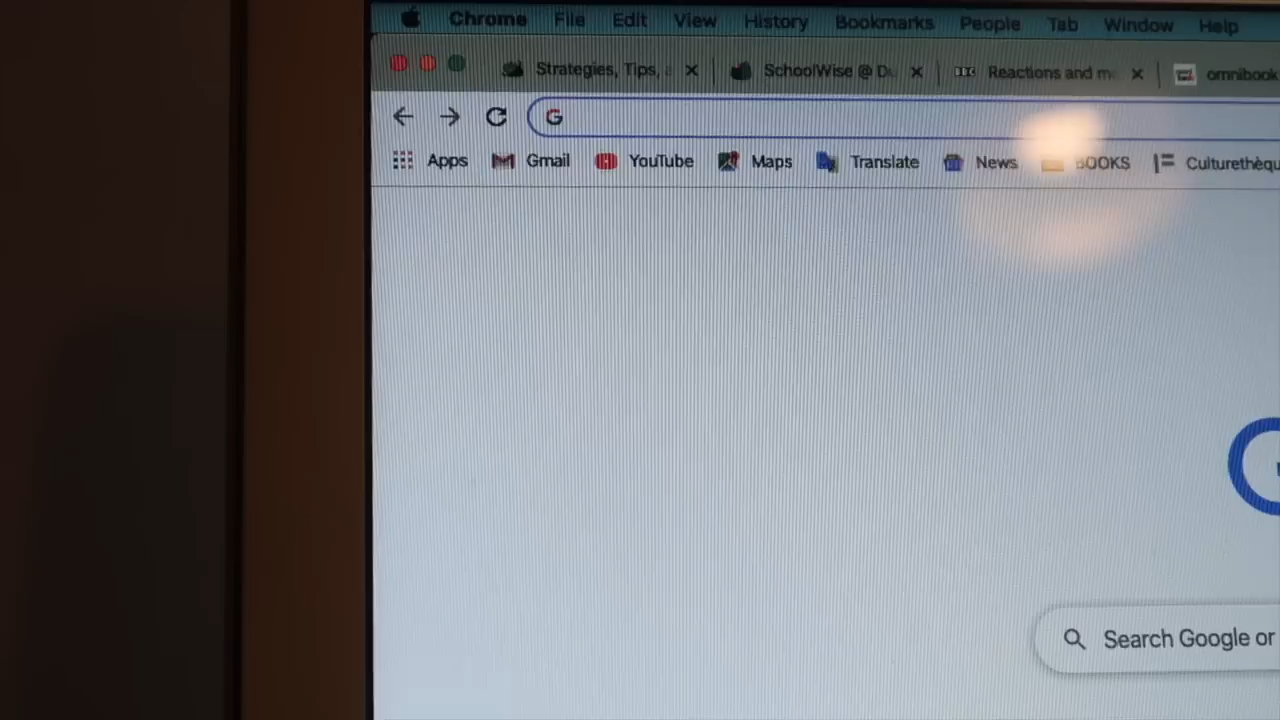 Chrome File Edit View History Bookmarks People Tab Window Help
Strategies, Tips, SchoolWise @ Reactions and omnibook
Apps Gmail YouTube Maps Translate News BOOKS Culturethèqu
G
Search Google or